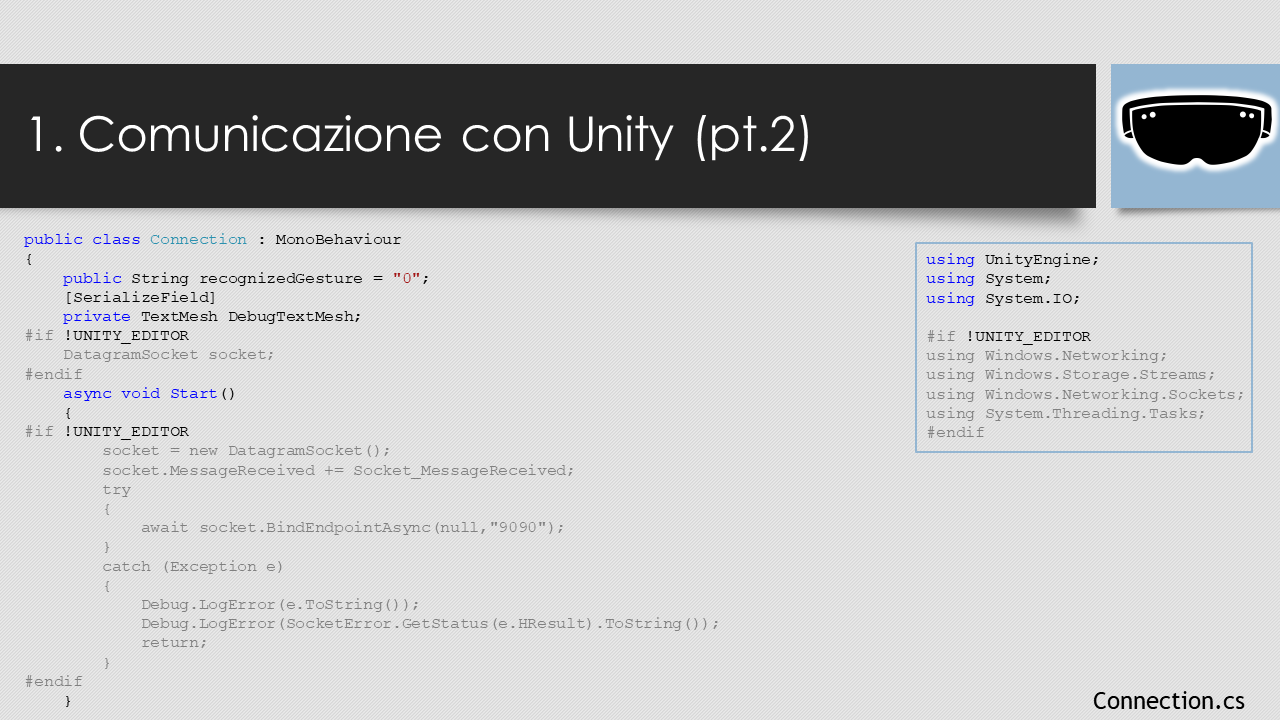 1. Comunicazione con Unity (pt.2)
public class Connection : MonoBehaviour
{
    public String recognizedGesture = "0";
    [SerializeField]
    private TextMesh DebugTextMesh;
#if !UNITY_EDITOR
    DatagramSocket socket;
#endif
    async void Start()
    {
#if !UNITY_EDITOR
        socket = new DatagramSocket();
        socket.MessageReceived += Socket_MessageReceived;
        try
        {
            await socket.BindEndpointAsync(null,"9090");
        }
        catch (Exception e)
        {
            Debug.LogError(e.ToString());
            Debug.LogError(SocketError.GetStatus(e.HResult).ToString());
            return;
        }
#endif
    }
using UnityEngine;
using System;
using System.IO;

#if !UNITY_EDITOR
using Windows.Networking;
using Windows.Storage.Streams;
using Windows.Networking.Sockets;
using System.Threading.Tasks;
#endif
Connection.cs